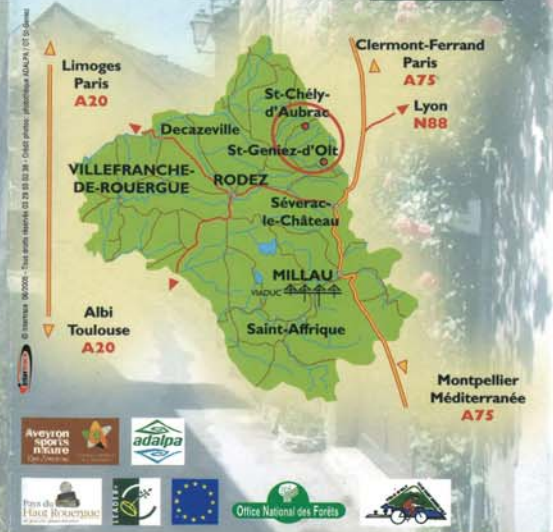 Limoges
Paris
A20
Clermont-Ferrand
Paris
A75
Lyon
N88
St-Chély-
d'Aubrac
Decazeville
St-Geniez-d'Olt
VILLEFRANCHE-
DE-ROUERGUE
RODEZ
Séverac-
le-Château
MILLAU
VIADUC
Saint-Affrique
Albi
Toulouse
A20
Montpellier
Méditerranée
A75
Aveyron
sports
nature
adalpa
Pays du
Haut Rouergue
LEADER+
Office National des Forêts